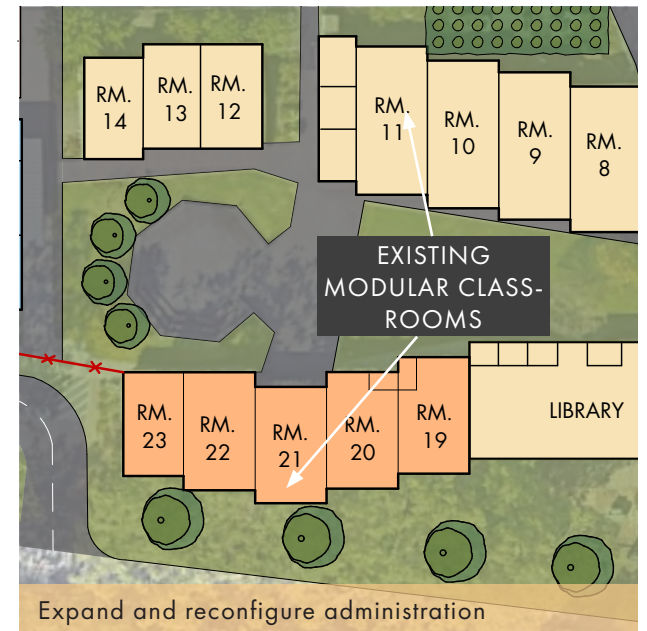 RM.
14
RM.
13
RM.
12
RM.
11
RM.
10
RM.
9
RM.
8
EXISTING
MODULAR CLASS-
ROOMS
RM.
23
RM.
22
RM.
21
RM.
20
RM.
19
LIBRARY
Expand and reconfigure administration